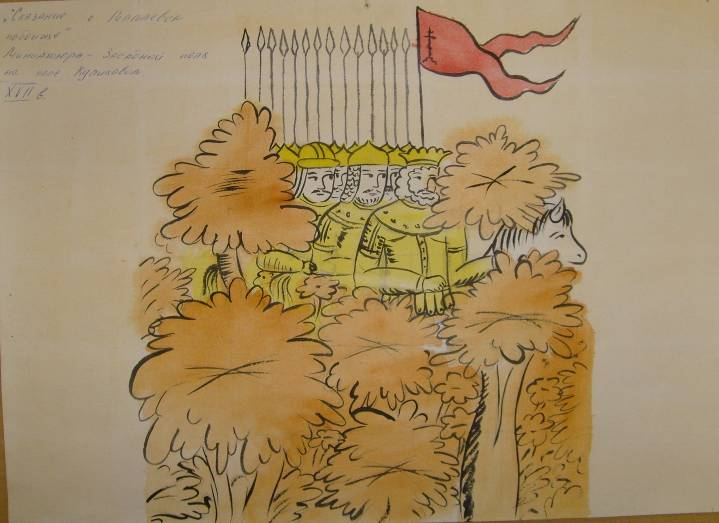 "Сказание о Мамаевом
побоище"
Миниатюра - Засадный полк
на поле Куликовом
XVII в.